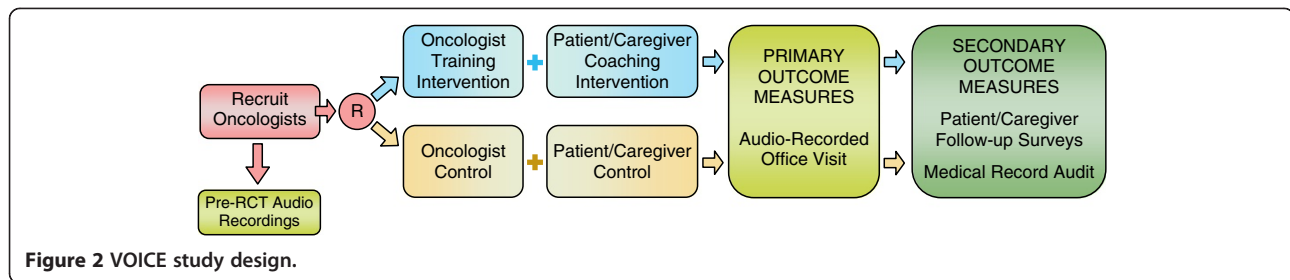 Recruit
Oncologists
Pre-RCT Audio
Recordings
R
Oncologist
Training
Intervention
+
Patient/Caregiver
Coaching
Intervention
Oncologist
Control
+
Patient/Caregiver
Control
PRIMARY
OUTCOME
MEASURES
Audio-Recorded
Office Visit
SECONDARY
OUTCOME
MEASURES
Patient/Caregiver
Follow-up Surveys
Medical Record Audit
Figure 2 VOICE study design.